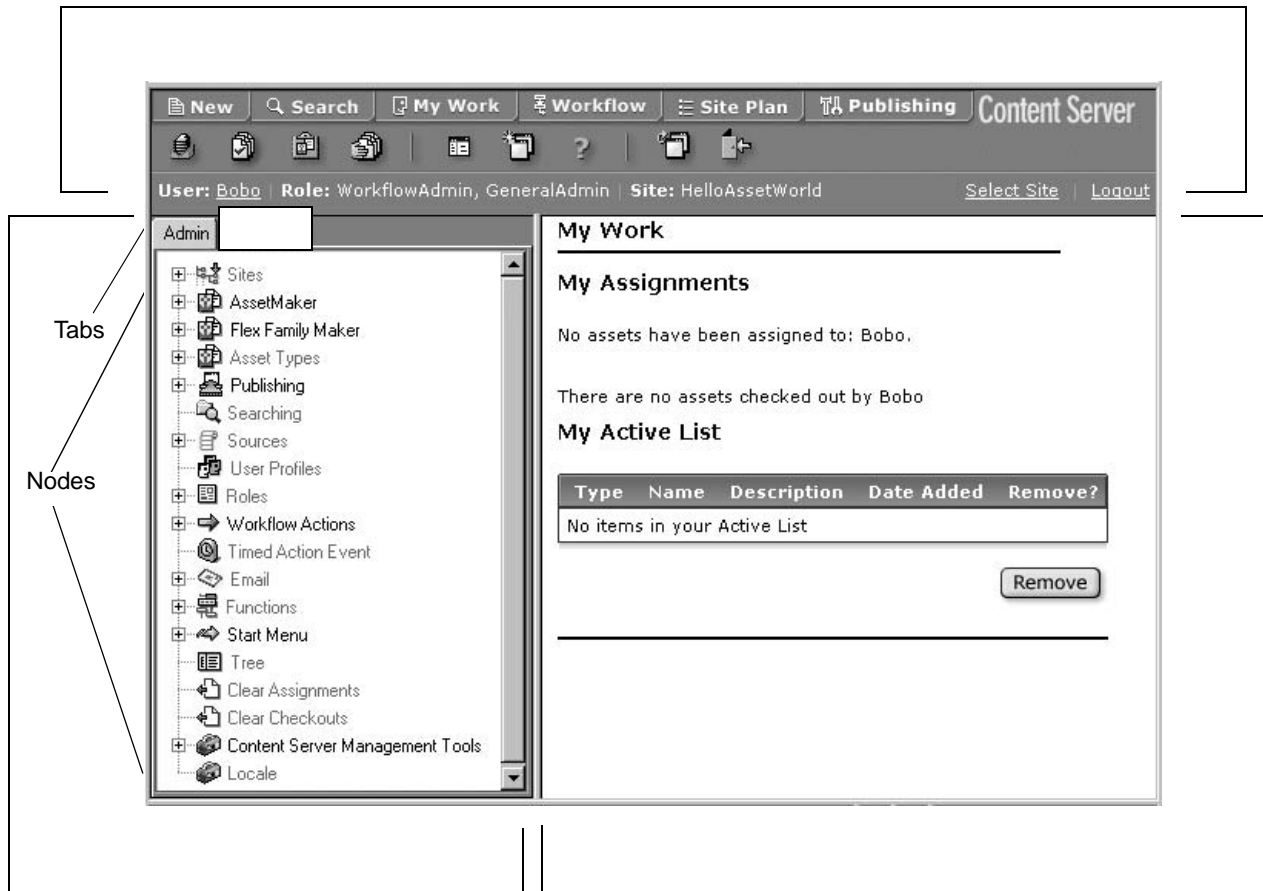 New Search My Work Workflow Site Plan Publishing Content Server
?
User: Bobo | Role: WorkflowAdmin, GeneralAdmin | Site: HelloAssetWorld Select Site | Logout
Admin
Tabs
Nodes
Sites
AssetMaker
Flex Family Maker
Asset Types
Publishing
Searching
Sources
User Profiles
Roles
Workflow Actions
Timed Action Event
Email
Functions
Start Menu
Tree
Clear Assignments
Clear Checkouts
Content Server Management Tools
Locale
My Work
My Assignments
No assets have been assigned to: Bobo.
There are no assets checked out by Bobo
My Active List
Type Name Description Date Added Remove?
No items in your Active List
Remove